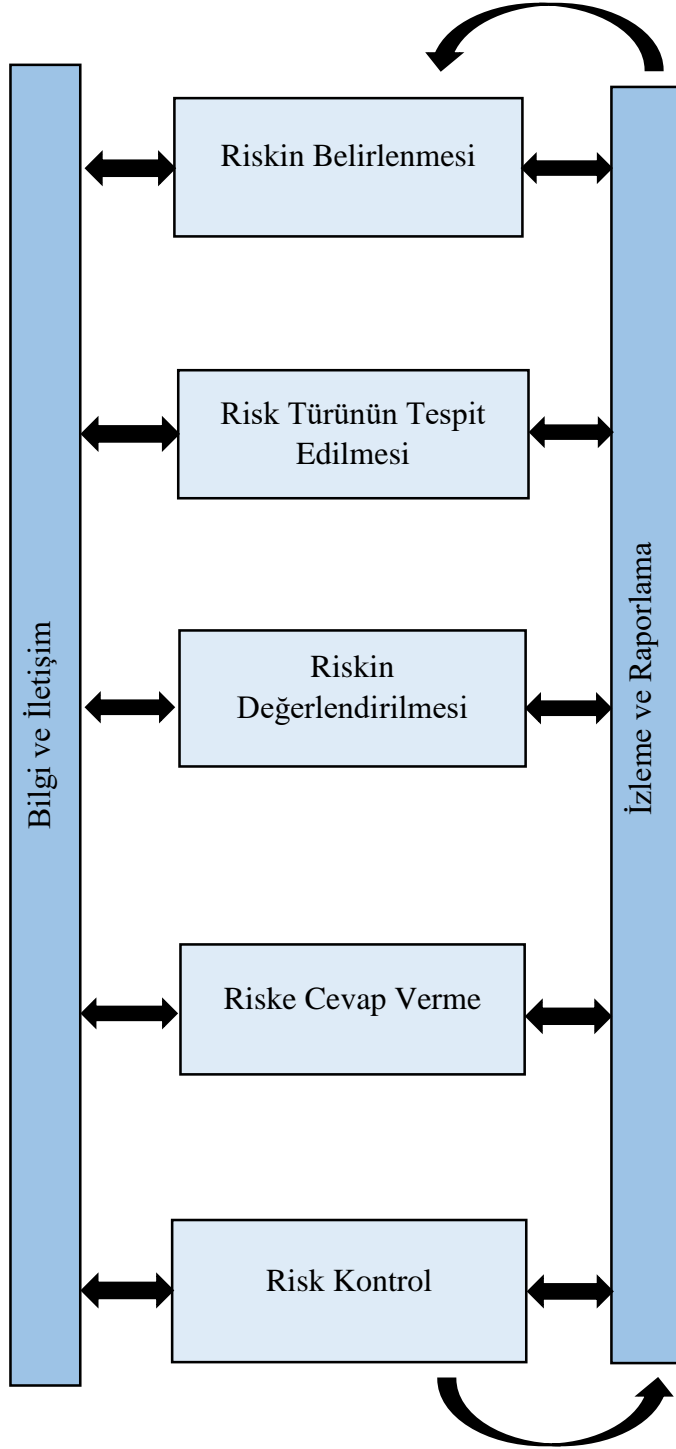 Riskin Belirlenmesi
Risk Türünün Tespit
Edilmesi
Riskin
Değerlendirilmesi
Riske Cevap Verme
Risk Kontrol
Bilgi ve İletişim
İzleme ve Raporlama